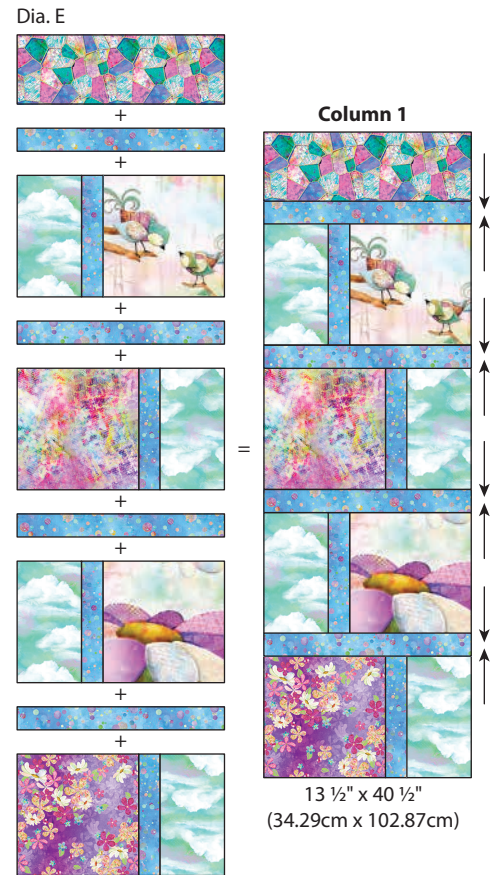 Dia. E
+
+
+
+
+
+
+
+
=
Column 1
13 ½" x 40 ½"
(34.29cm x 102.87cm)